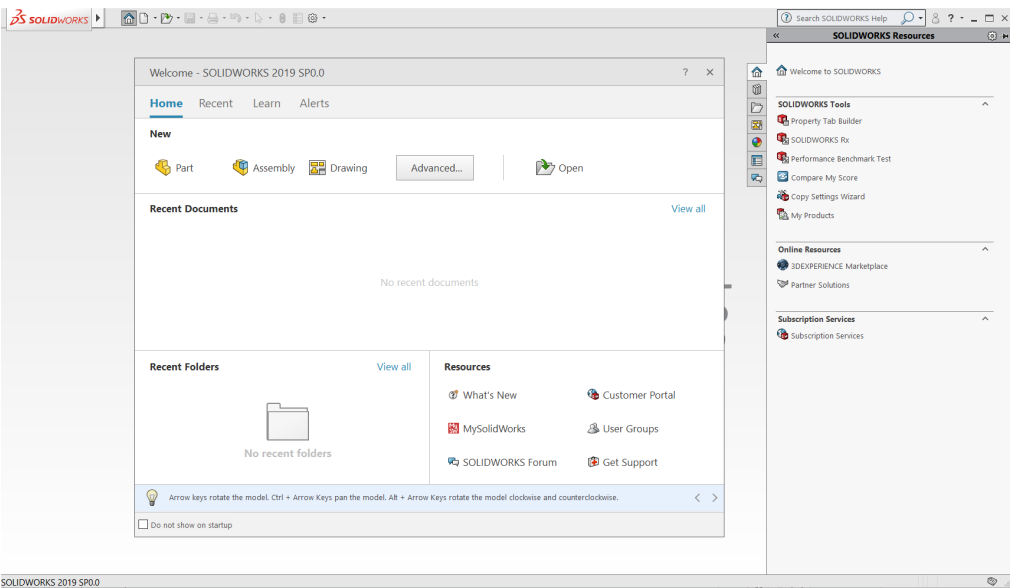 SOLIDWORKS
Search SOLIDWORKS Help
?
SOLIDWORKS Resources
Welcome - SOLIDWORKS 2019 SP0.0
?
Home Recent Learn Alerts
New
Part Assembly Drawing Advanced... Open
Recent Documents View all
No recent documents
Recent Folders View all
No recent folders
Resources
What's New Customer Portal
MySolidWorks User Groups
SOLIDWORKS Forum Get Support
Arrow keys rotate the model. Ctrl + Arrow Keys pan the model. Alt + Arrow Keys rotate the model clockwise and counterclockwise.
Do not show on startup
Welcome to SOLIDWORKS
SOLIDWORKS Tools
Property Tab Builder
SOLIDWORKS Rx
Performance Benchmark Test
Compare My Score
Copy Settings Wizard
My Products
Online Resources
3DEXPERIENCE Marketplace
Partner Solutions
Subscription Services
Subscription Services
SOLIDWORKS 2019 SP0.0